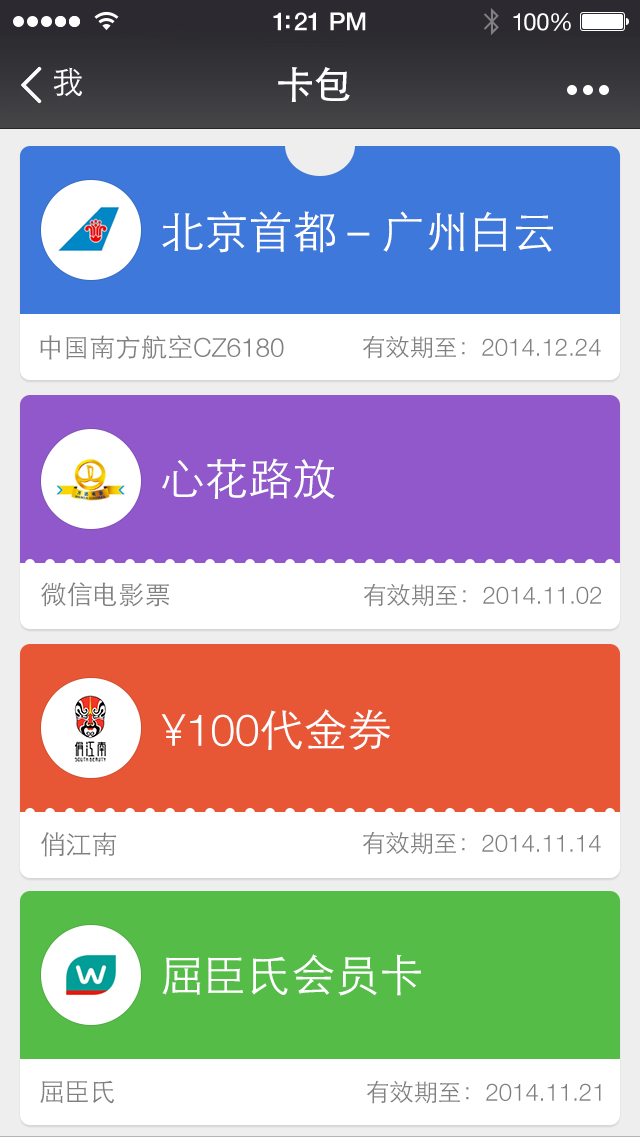 1:21 PM 100%
我 卡包
北京首都 – 广州白云
中国南方航空CZ6180 有效期至：2014.12.24
心花路放
微信电影票 有效期至：2014.11.02
¥100代金券
俏江南
SOUTH BEAUTY
俏江南 有效期至：2014.11.14
W
屈臣氏会员卡
屈臣氏 有效期至：2014.11.21